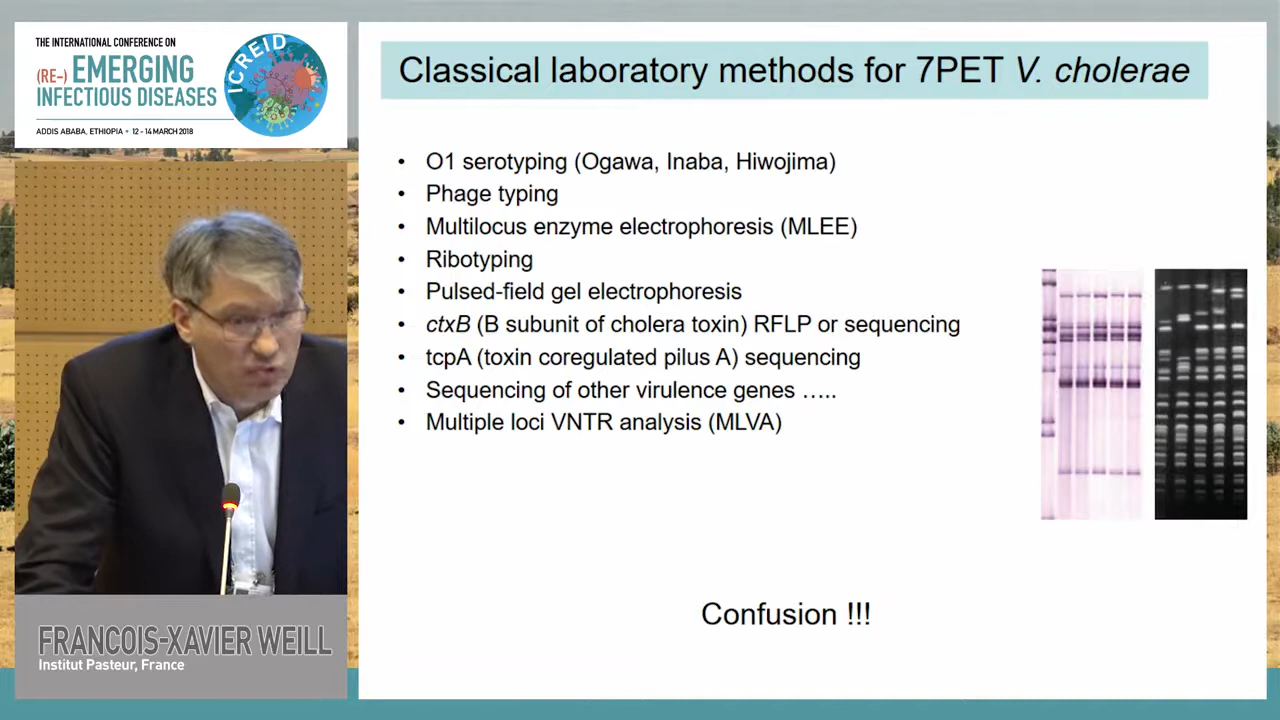 THE INTERNATIONAL CONFERENCE ON
(RE-) EMERGING
INFECTIOUS DISEASES
ADDIS ABABA, ETHIOPIA • 12 - 14 MARCH 2018
ICREID
FRANCOIS-XAVIER WEILL
Institut Pasteur, France
Classical laboratory methods for 7PET V. cholerae
• O1 serotyping (Ogawa, Inaba, Hiwojima)
• Phage typing
• Multilocus enzyme electrophoresis (MLEE)
• Ribotyping
• Pulsed-field gel electrophoresis
• ctxB (B subunit of cholera toxin) RFLP or sequencing
• tcpA (toxin coregulated pilus A) sequencing
• Sequencing of other virulence genes …..
• Multiple loci VNTR analysis (MLVA)
Confusion !!!